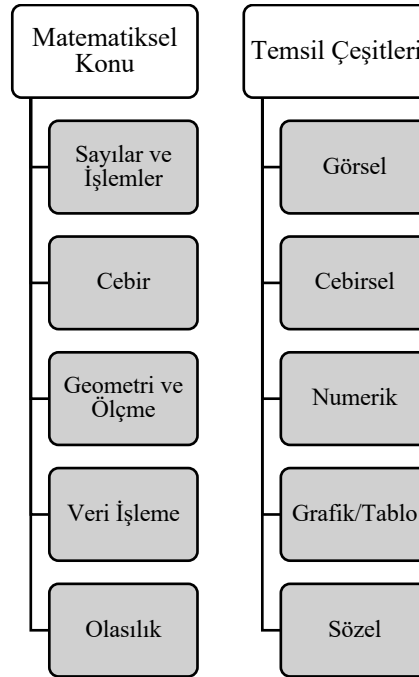 Matematiksel
Konu
Sayılar ve
İşlemler
Cebir
Geometri ve
Ölçme
Veri İşleme
Olasılık
Temsil Çeşitleri
Görsel
Cebirsel
Numerik
Grafik/Tablo
Sözel